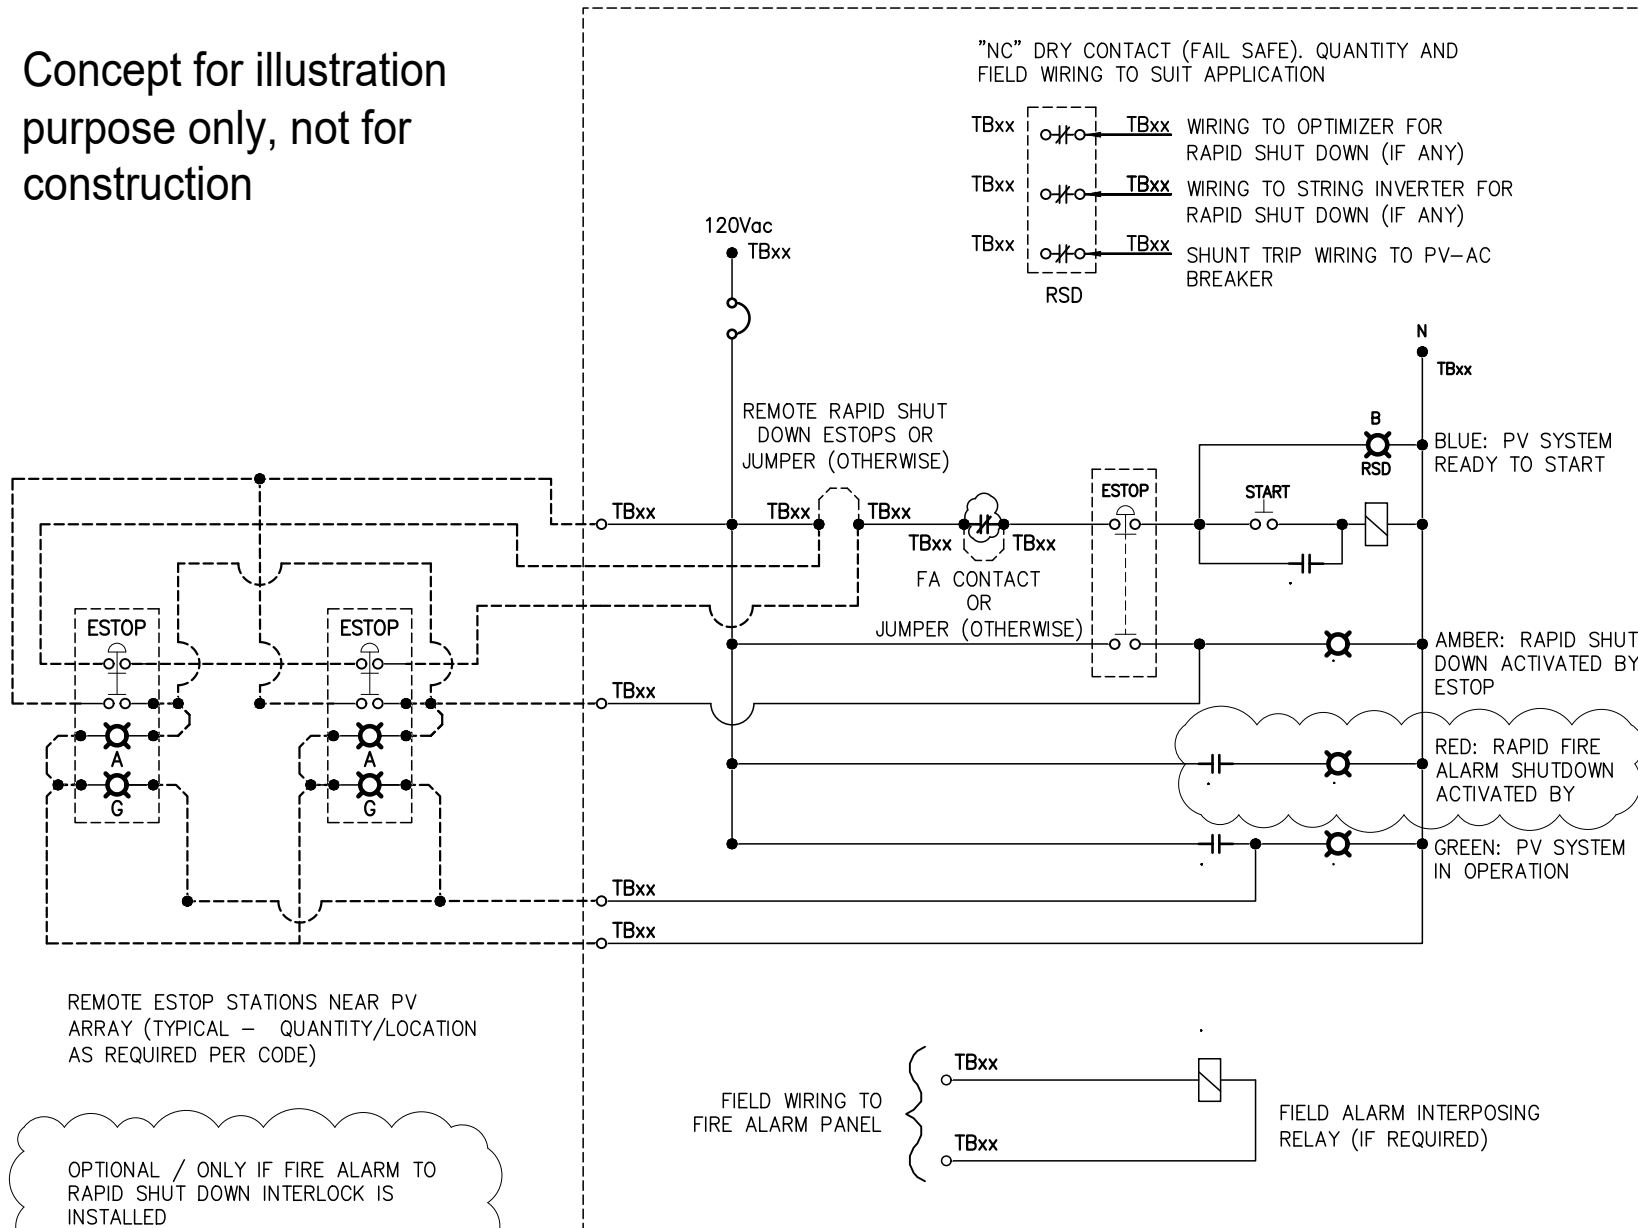 Concept for illustration
purpose only, not for
construction
"NC" DRY CONTACT (FAIL SAFE). QUANTITY AND
FIELD WIRING TO SUIT APPLICATION
TBxx
TBxx
WIRING TO OPTIMIZER FOR
RAPID SHUT DOWN (IF ANY)
TBxx
TBxx
WIRING TO STRING INVERTER FOR
RAPID SHUT DOWN (IF ANY)
TBxx
TBxx
SHUNT TRIP WIRING TO PV-AC
BREAKER
RSD
120Vac
TBxx
N
TBxx
REMOTE RAPID SHUT
DOWN ESTOPS OR
JUMPER (OTHERWISE)
B
RSD
BLUE: PV SYSTEM
READY TO START
TBxx
TBxx
TBxx
TBxx
TBxx
FA CONTACT
OR
JUMPER (OTHERWISE)
ESTOP
START
ESTOP
A
G
ESTOP
A
G
AMBER: RAPID SHUT
DOWN ACTIVATED BY
ESTOP
TBxx
RED: RAPID FIRE
ALARM SHUTDOWN
ACTIVATED BY
GREEN: PV SYSTEM
IN OPERATION
TBxx
TBxx
REMOTE ESTOP STATIONS NEAR PV
ARRAY (TYPICAL – QUANTITY/LOCATION
AS REQUIRED PER CODE)
FIELD WIRING TO
FIRE ALARM PANEL
TBxx
TBxx
FIELD ALARM INTERPOSING
RELAY (IF REQUIRED)
OPTIONAL / ONLY IF FIRE ALARM TO
RAPID SHUT DOWN INTERLOCK IS
INSTALLED